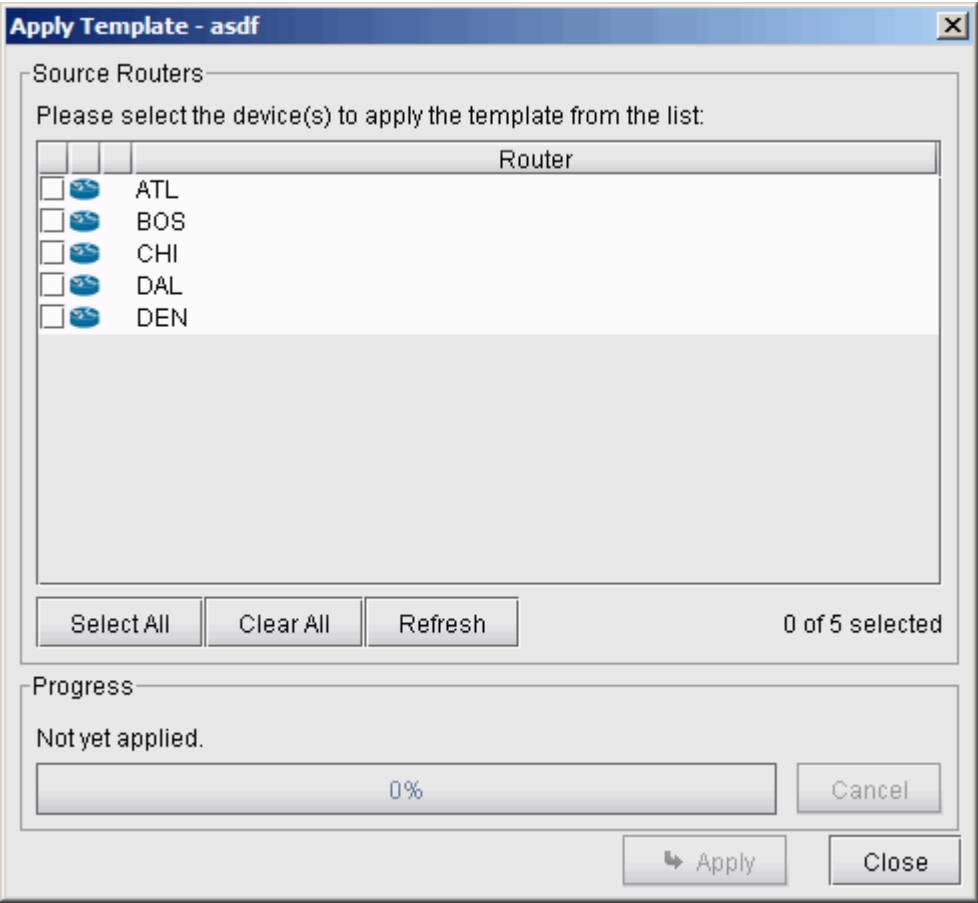 Apply Template - asdf
Source Routers
Please select the device(s) to apply the template from the list:
Router
ATL
BOS
CHI
DAL
DEN
Select All Clear All Refresh 0 of 5 selected
Progress
Not yet applied.
0% Cancel
Apply Close